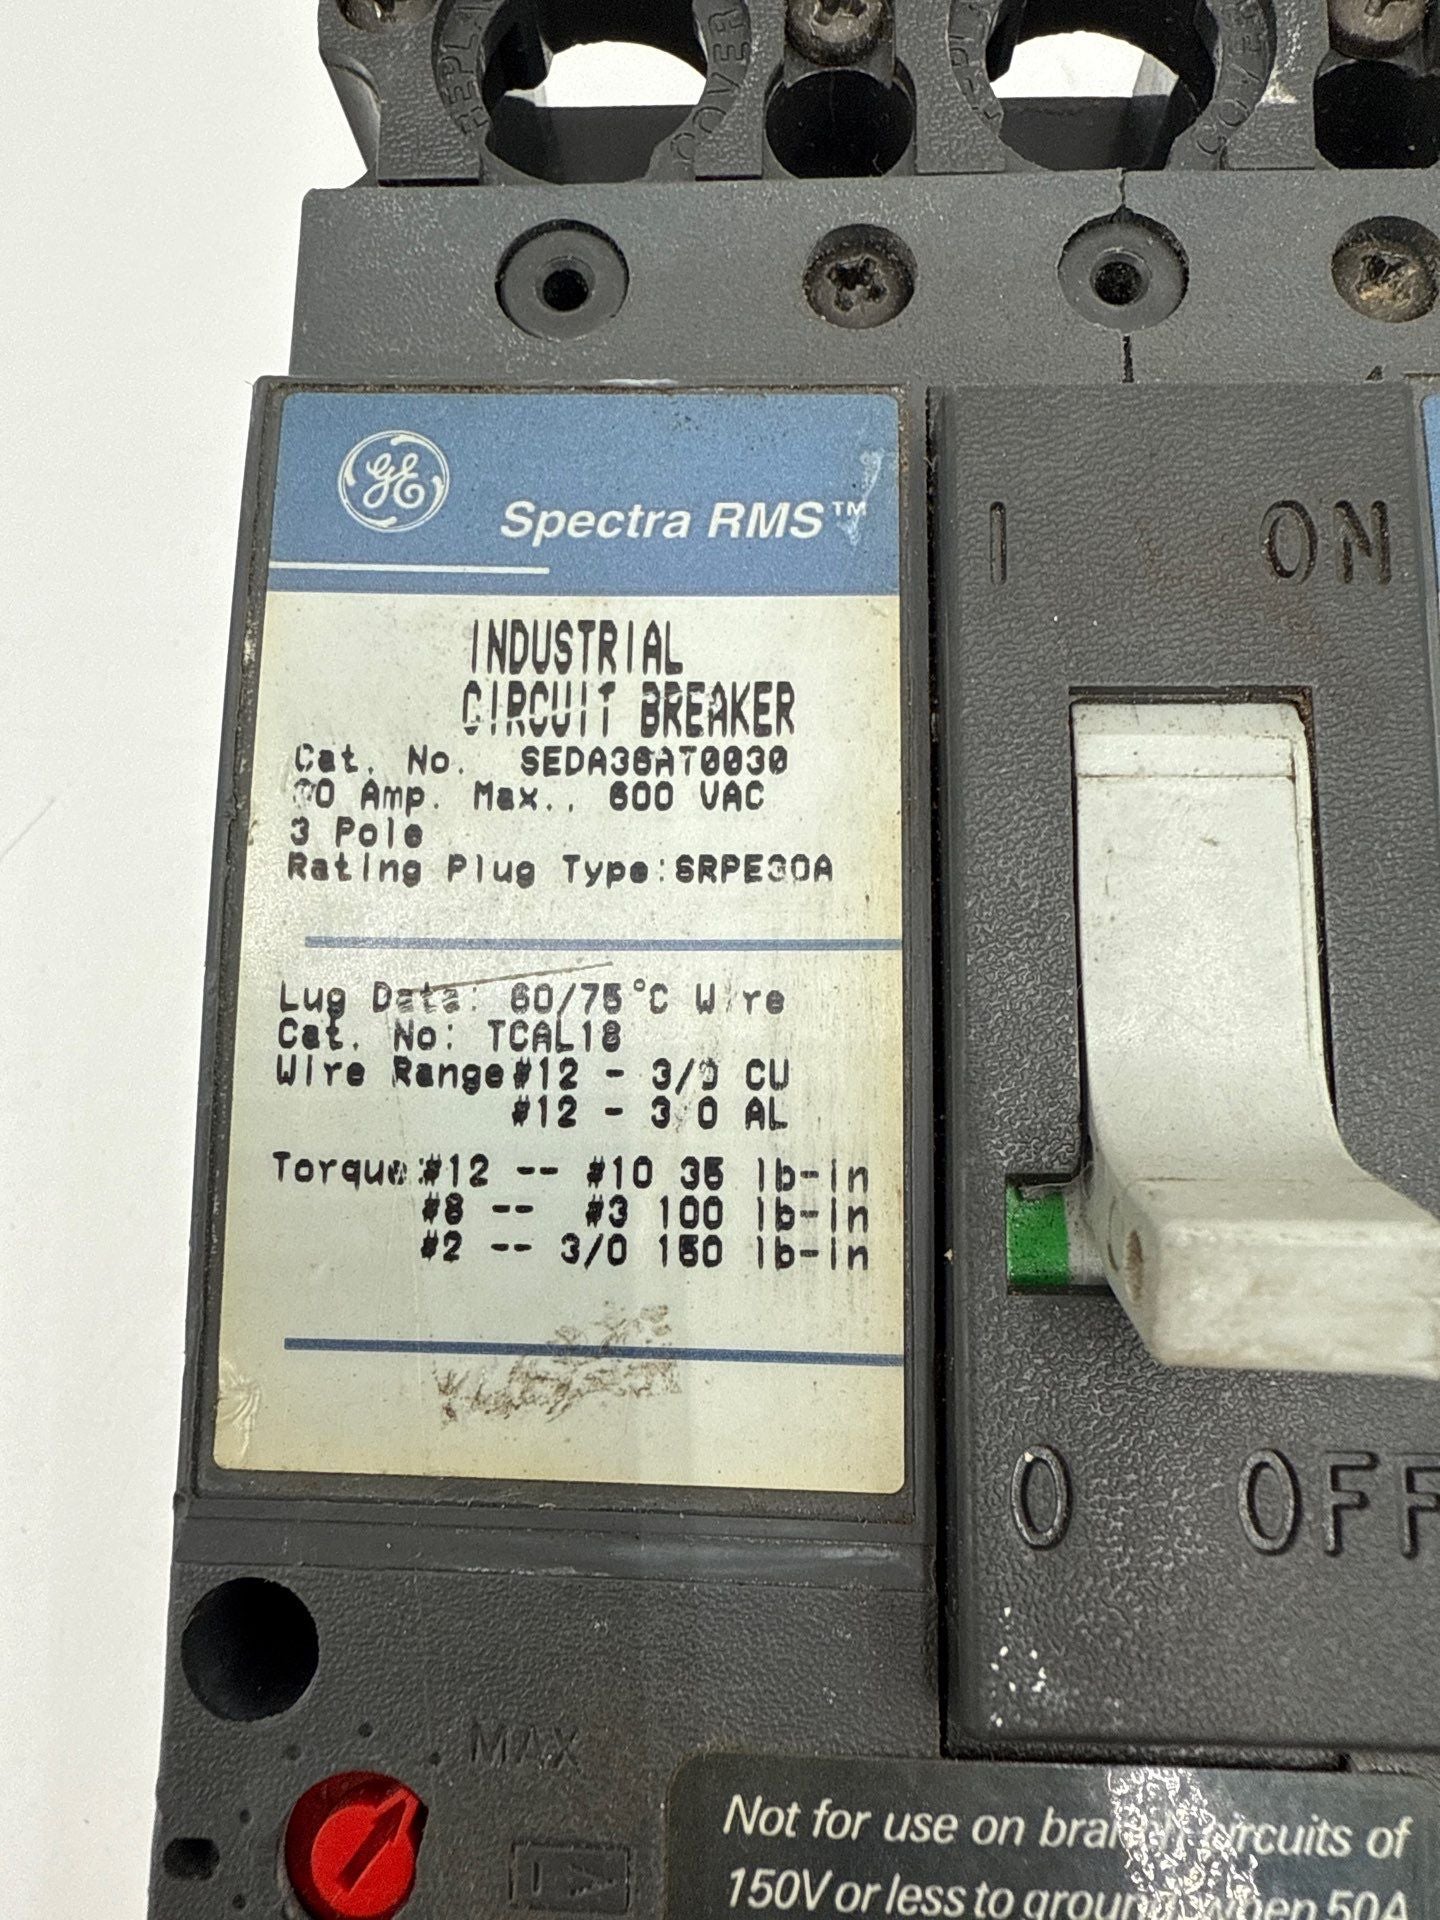 REPLACE COVER
GE
Spectra RMS™
INDUSTRIAL
CIRCUIT BREAKER
Cat. No. SEDA36AT0030
30 Amp. Max., 600 VAC
3 Pole
Rating Plug Type: SRPE30A
Lug Data: 60/75°C Wire
Cat. No: TCAL18
Wire Range #12 - 3/0 CU
#12 - 3/0 AL
Torque: #12 -- #10 35 lb-in
#8 -- #3 100 lb-in
#2 -- 3/0 150 lb-in
I ON
O OFF
MAX
Not for use on branch circuits of
150V or less to ground when 50A